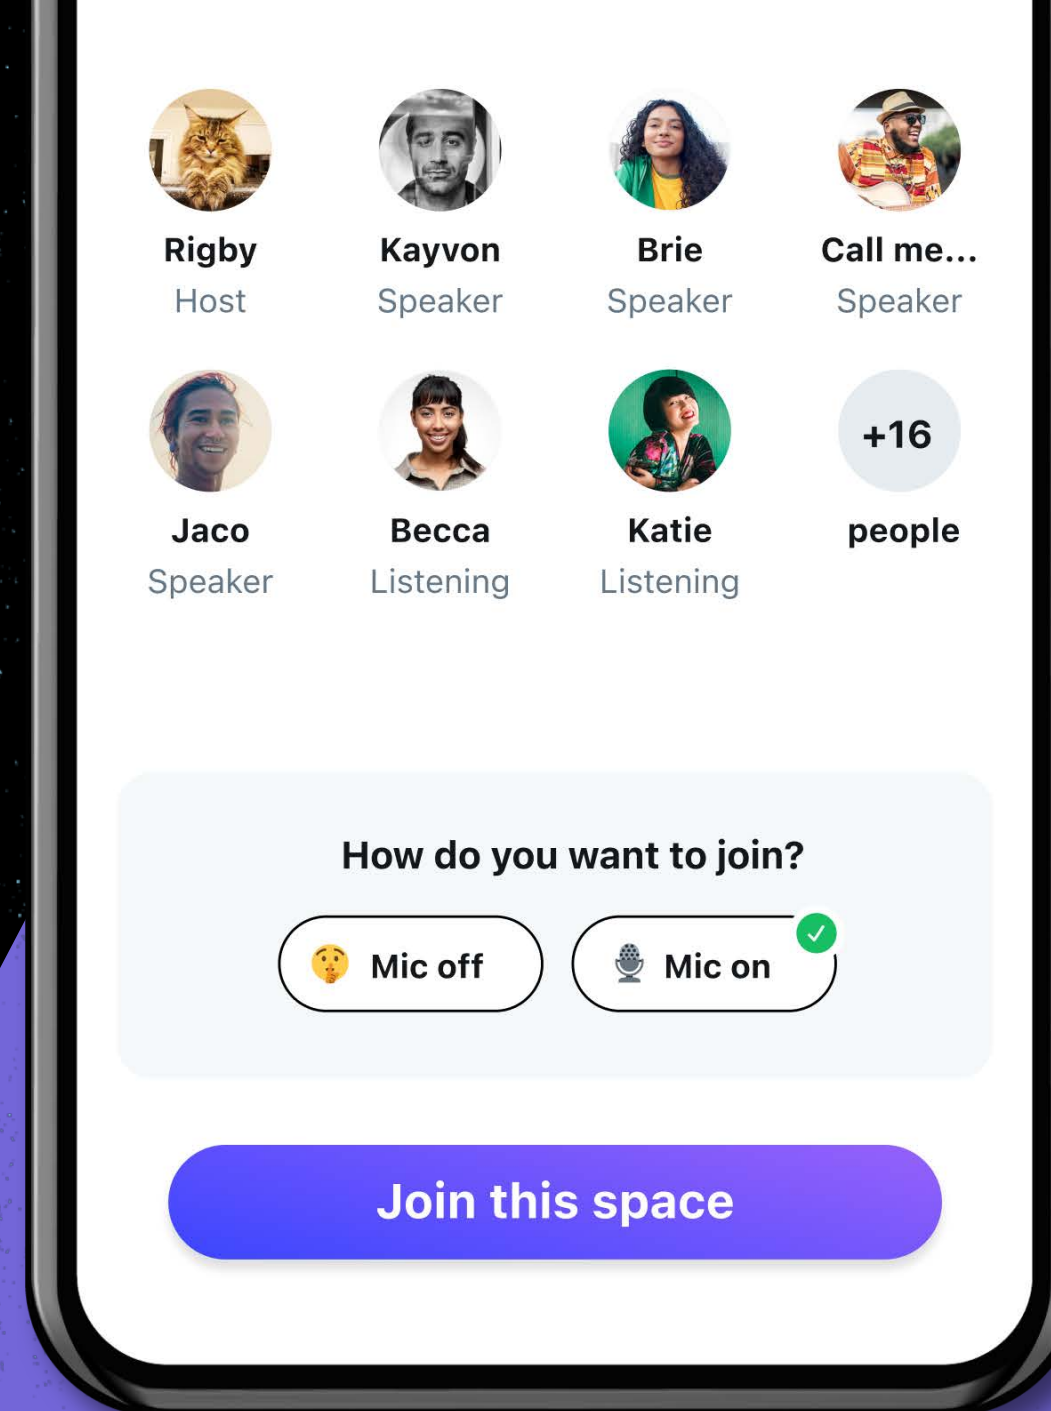 Rigby Kayvon Brie Call me...
Host Speaker Speaker Speaker
+16
Jaco Becca Katie people
Speaker Listening Listening
How do you want to join?
Mic off Mic on
Join this space